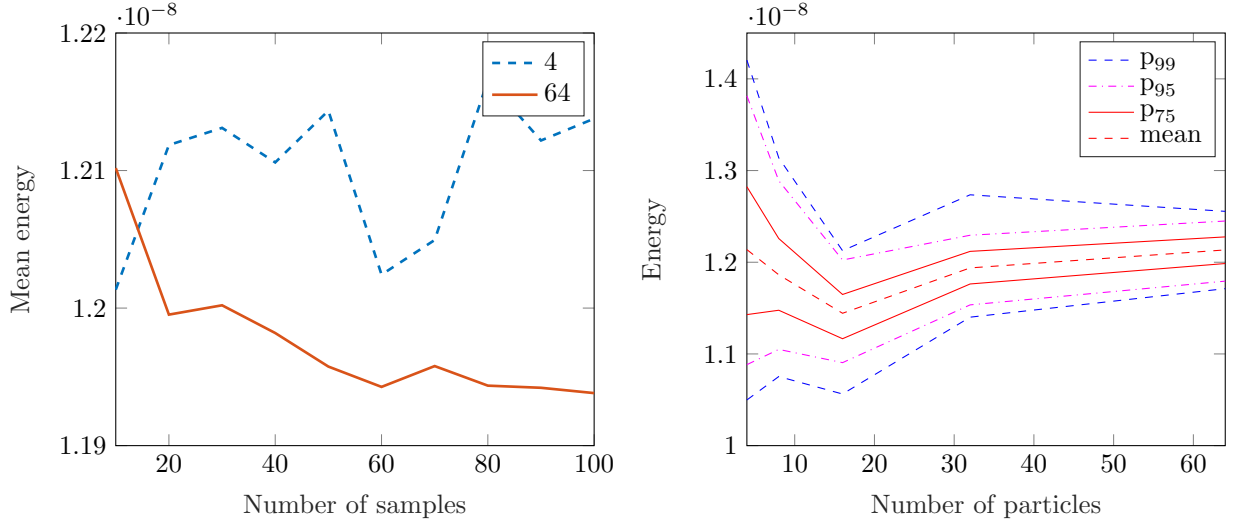 ·10⁻⁸
1.22
1.21
1.2
1.19
Mean energy
4
64
20 40 60 80 100
Number of samples
·10⁻⁸
1.4
1.3
1.2
1.1
1
Energy
p₉₉
p₉₅
p₇₅
mean
10 20 30 40 50 60
Number of particles